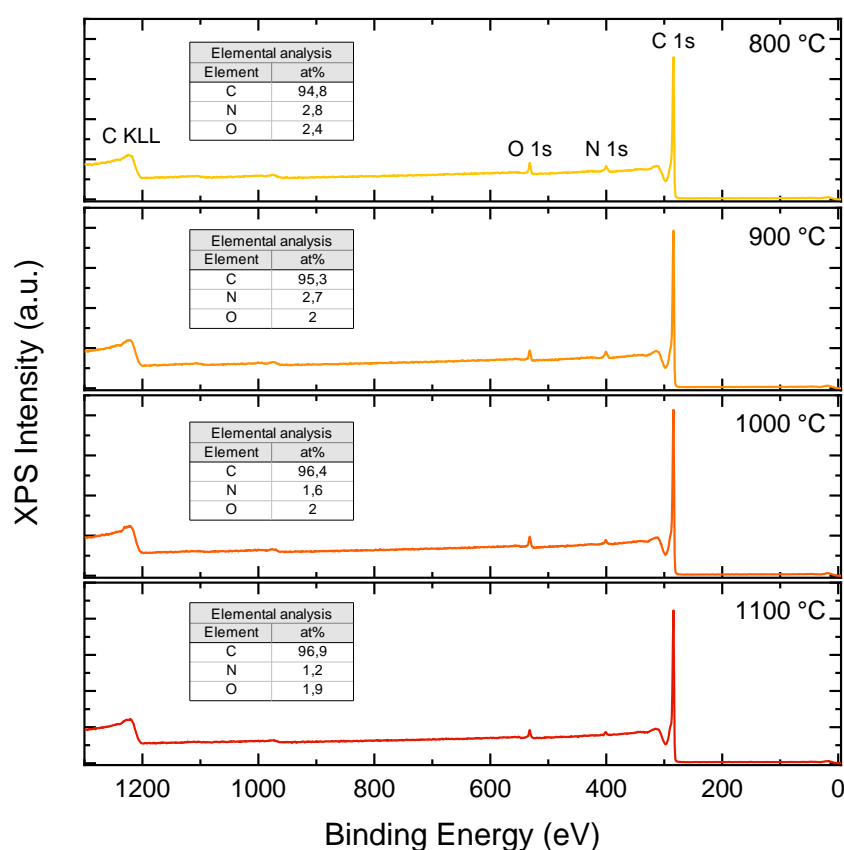 XPS Intensity (a.u.)
800 °C
C 1s
Elemental analysis
Element at%
C 94,8
N 2,8
O 2,4
C KLL
O 1s
N 1s
900 °C
Elemental analysis
Element at%
C 95,3
N 2,7
O 2
1000 °C
Elemental analysis
Element at%
C 96,4
N 1,6
O 2
1100 °C
Elemental analysis
Element at%
C 96,9
N 1,2
O 1,9
1200 1000 800 600 400 200 0
Binding Energy (eV)